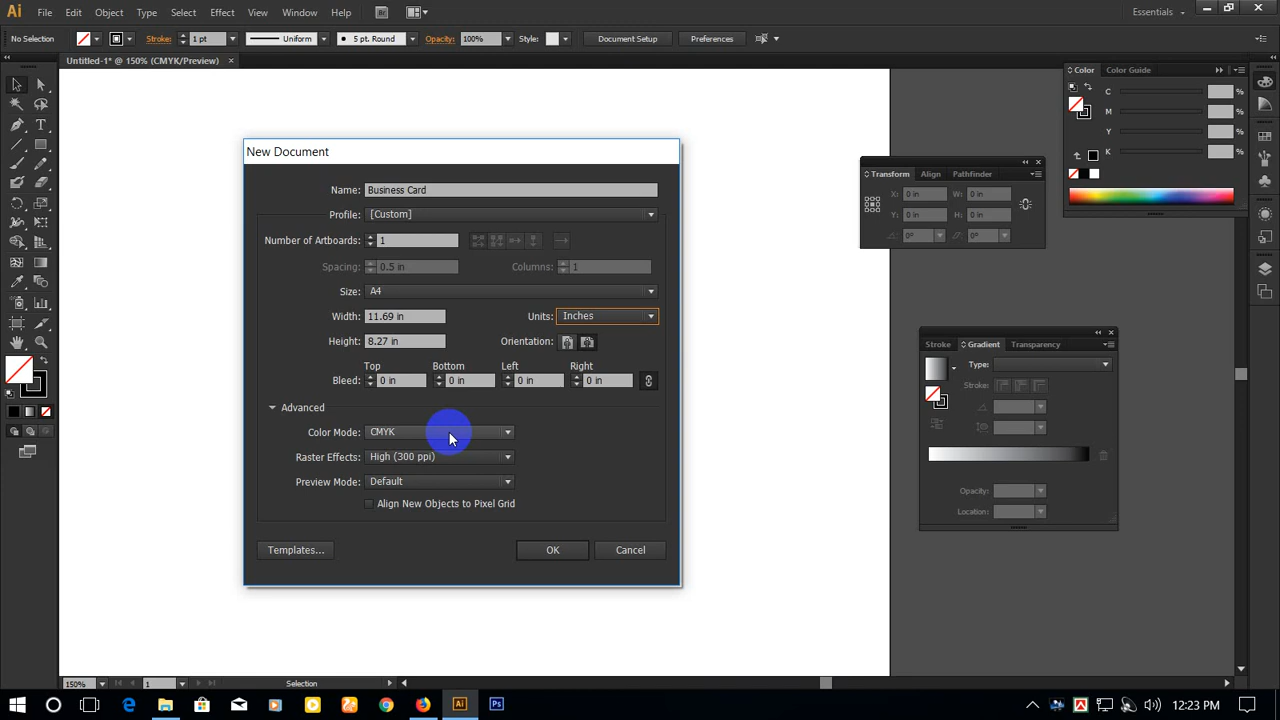 Ai File Edit Object Type Select Effect View Window Help Br Essentials
No Selection Stroke: 1 pt Uniform 5 pt. Round Opacity: 100% Style: Document Setup Preferences
Untitled-1* @ 150% (CMYK/Preview) ×
Color Color Guide
C %
M %
Y %
K %
Transform Align Pathfinder
X: 0 in W: 0 in
Y: 0 in H: 0 in
0°  0°
New Document
Name: Business Card
Profile: [Custom]
Number of Artboards: 1
Spacing: 0.5 in Columns: 1
Size: A4
Width: 11.69 in Units: Inches
Height: 8.27 in Orientation:
Top Bottom Left Right
Bleed: 0 in 0 in 0 in 0 in
Advanced
Color Mode: CMYK
Raster Effects: High (300 ppi)
Preview Mode: Default
Align New Objects to Pixel Grid
Templates... OK Cancel
Stroke Gradient Transparency
Type:
Stroke:
Opacity:
Location:
150% 1 Selection
Ai Ps 12:23 PM